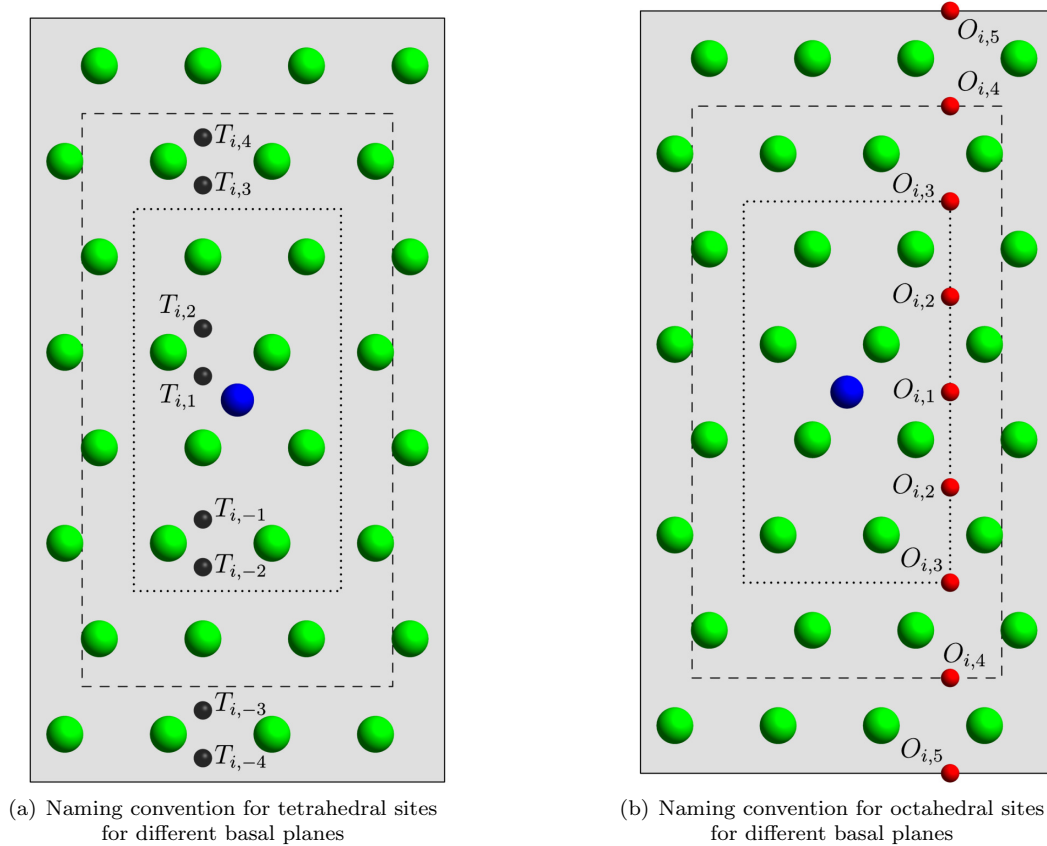 T_{i,4}
T_{i,3}
T_{i,2}
T_{i,1}
T_{i,−1}
T_{i,−2}
T_{i,−3}
T_{i,−4}
(a) Naming convention for tetrahedral sites
for different basal planes
O_{i,5}
O_{i,4}
O_{i,3}
O_{i,2}
O_{i,1}
O_{i,2}
O_{i,3}
O_{i,4}
O_{i,5}
(b) Naming convention for octahedral sites
for different basal planes